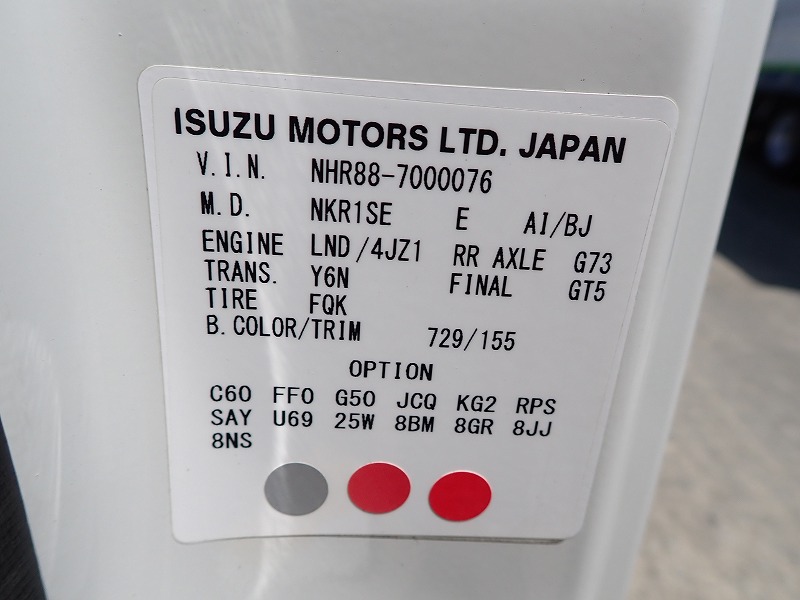 ISUZU MOTORS LTD. JAPAN
V.I.N. NHR88-7000076
M.D. NKR1SE E AI/BJ
ENGINE LND/4JZ1 RR AXLE G73
TRANS. Y6N FINAL GT5
TIRE FQK
B.COLOR/TRIM 729/155
OPTION
C60 FF0 G50 JCQ KG2 RPS
SAY U69 25W 8BM 8GR 8JJ
8NS